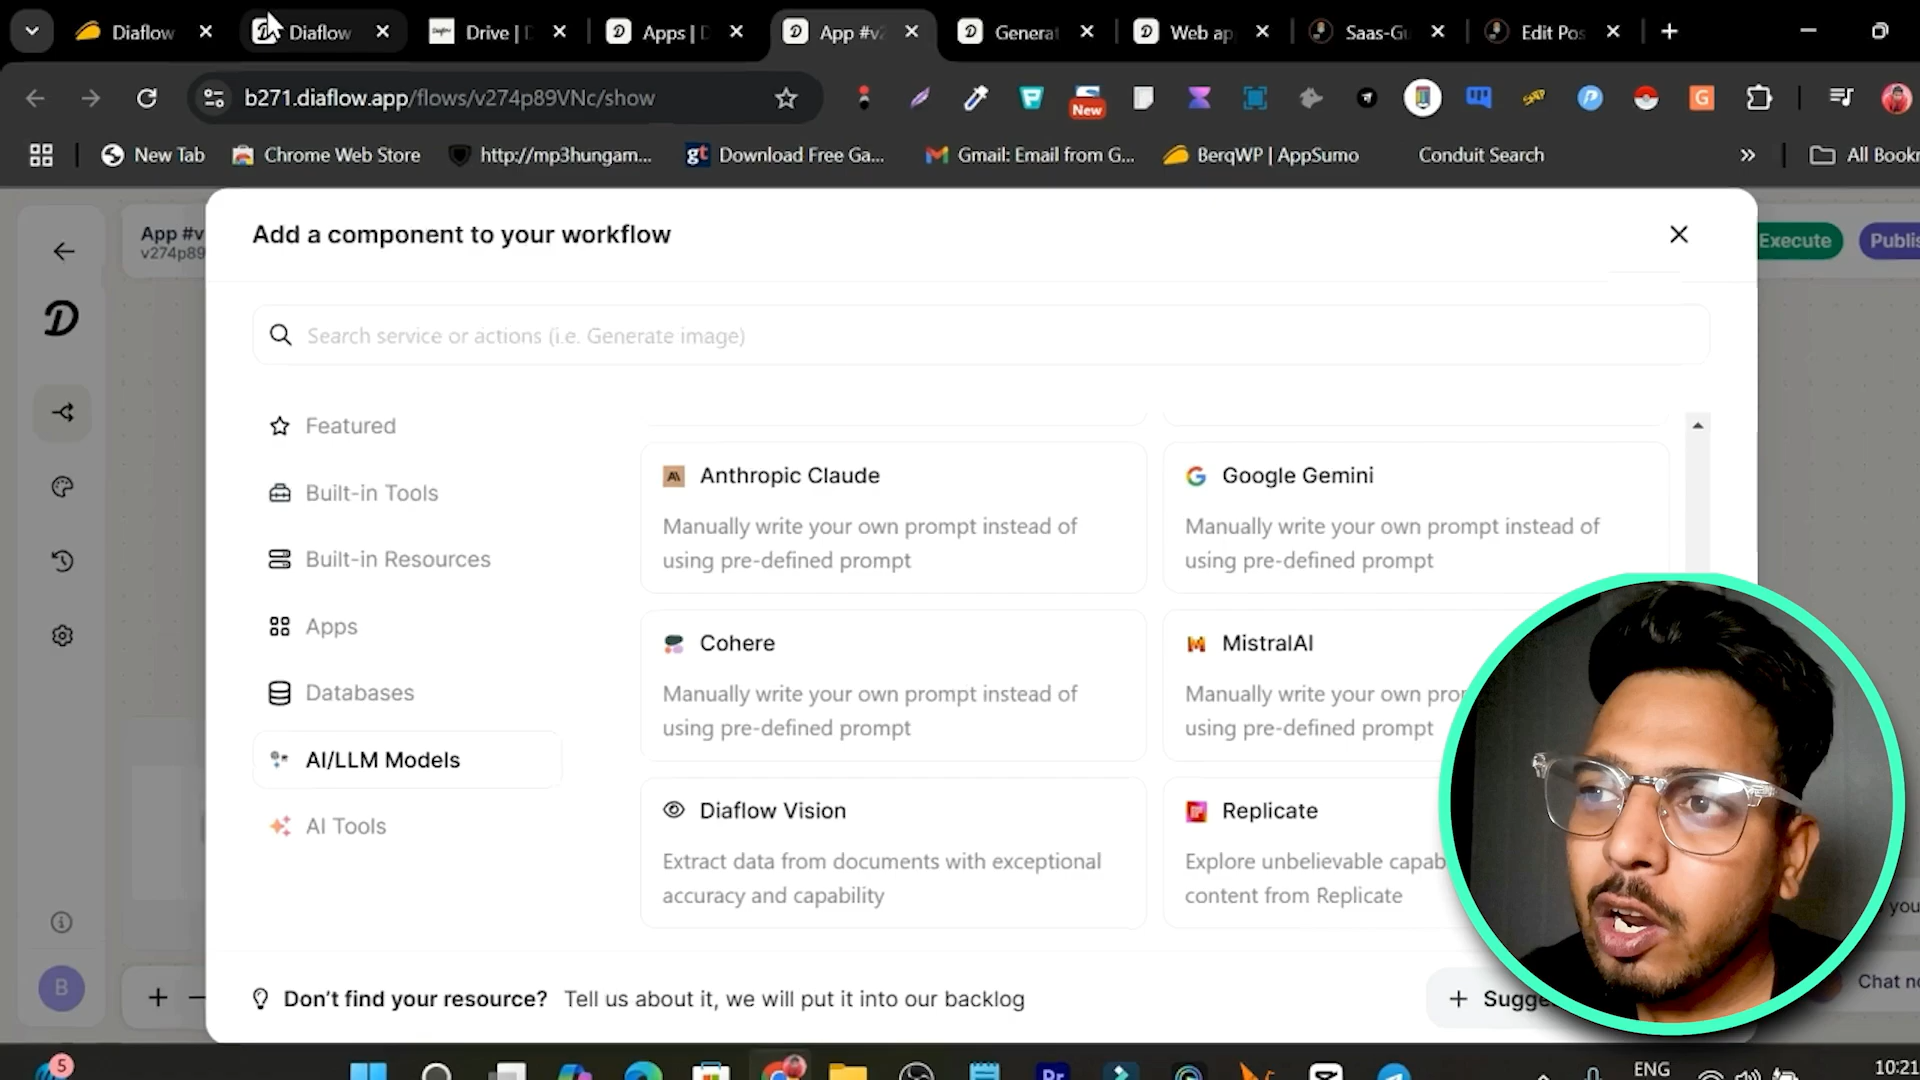 Diaflow
Diaflow
Drive |
Apps |
App #v
Generat
Web ap
Saas-Gu
Edit Pos
b271.diaflow.app/flows/v274p89VNc/show
New
New Tab
Chrome Web Store
http://mp3hungam...
Download Free Ga...
Gmail: Email from G...
BerqWP | AppSumo
Conduit Search
All Bookr
App #v
v274p89
Execute
Publis
Add a component to your workflow
Search service or actions (i.e. Generate image)
Featured
Built-in Tools
Built-in Resources
Apps
Databases
AI/LLM Models
AI Tools
Anthropic Claude
Manually write your own prompt instead of
using pre-defined prompt
Google Gemini
Manually write your own prompt instead of
using pre-defined prompt
Cohere
Manually write your own prompt instead of
using pre-defined prompt
MistralAI
Manually write your own pro
using pre-defined prompt
Diaflow Vision
Extract data from documents with exceptional
accuracy and capability
Replicate
Explore unbelievable capab
content from Replicate
Don't find your resource? Tell us about it, we will put it into our backlog
+ Sugge
B
you
Chat no
5
ENG
10:21